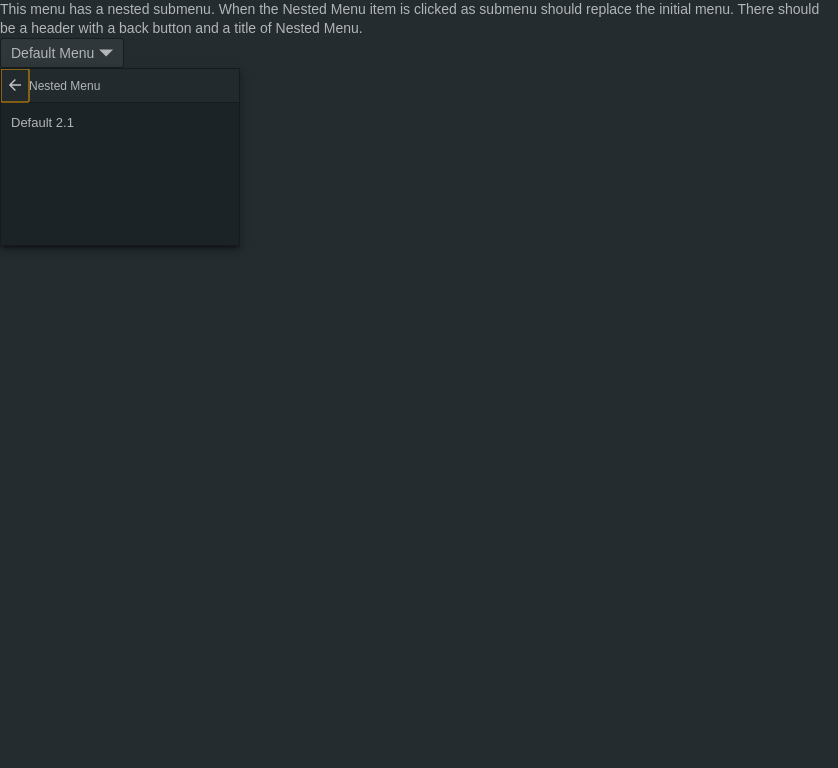 This menu has a nested submenu. When the Nested Menu item is clicked as submenu should replace the initial menu. There should
be a header with a back button and a title of Nested Menu.
Default Menu
Nested Menu
Default 2.1